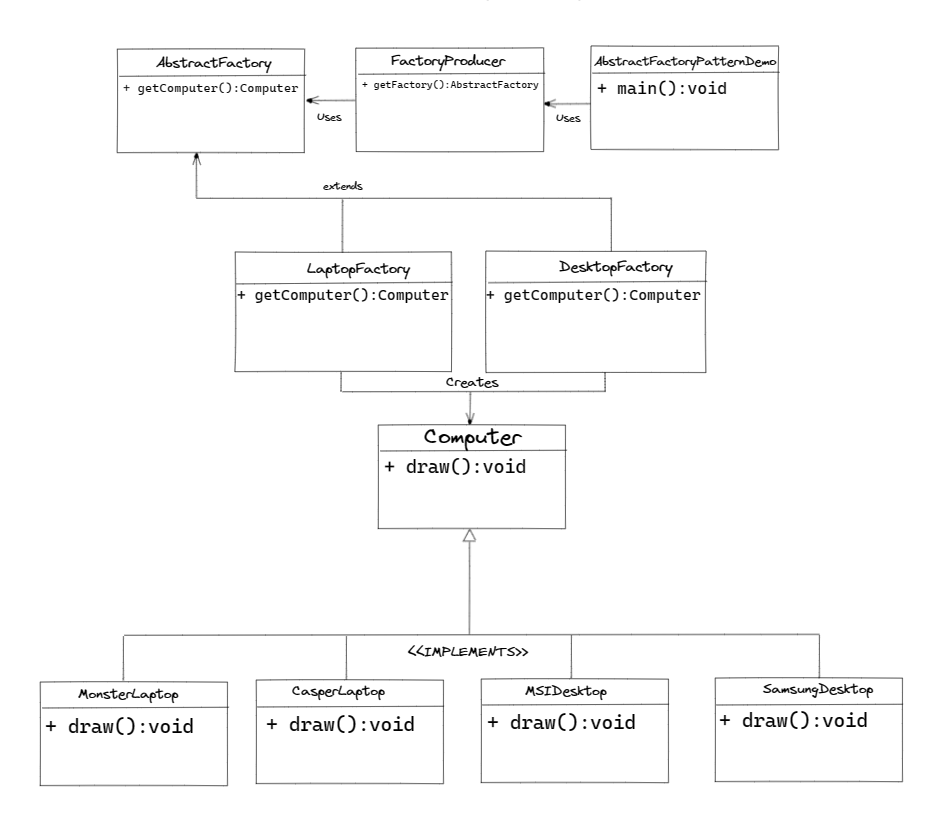 AbstractFactory
+ getComputer():Computer
FactoryProducer
+ getFactory():AbstractFactory
AbstractFactoryPatternDemo
+ main():void
Uses
Uses
extends
LaptopFactory
+ getComputer():Computer
DesktopFactory
+ getComputer():Computer
Creates
Computer
+ draw():void
<<IMPLEMENTS>>
MonsterLaptop
+ draw():void
CasperLaptop
+ draw():void
MSIDesktop
+ draw():void
SamsungDesktop
+ draw():void